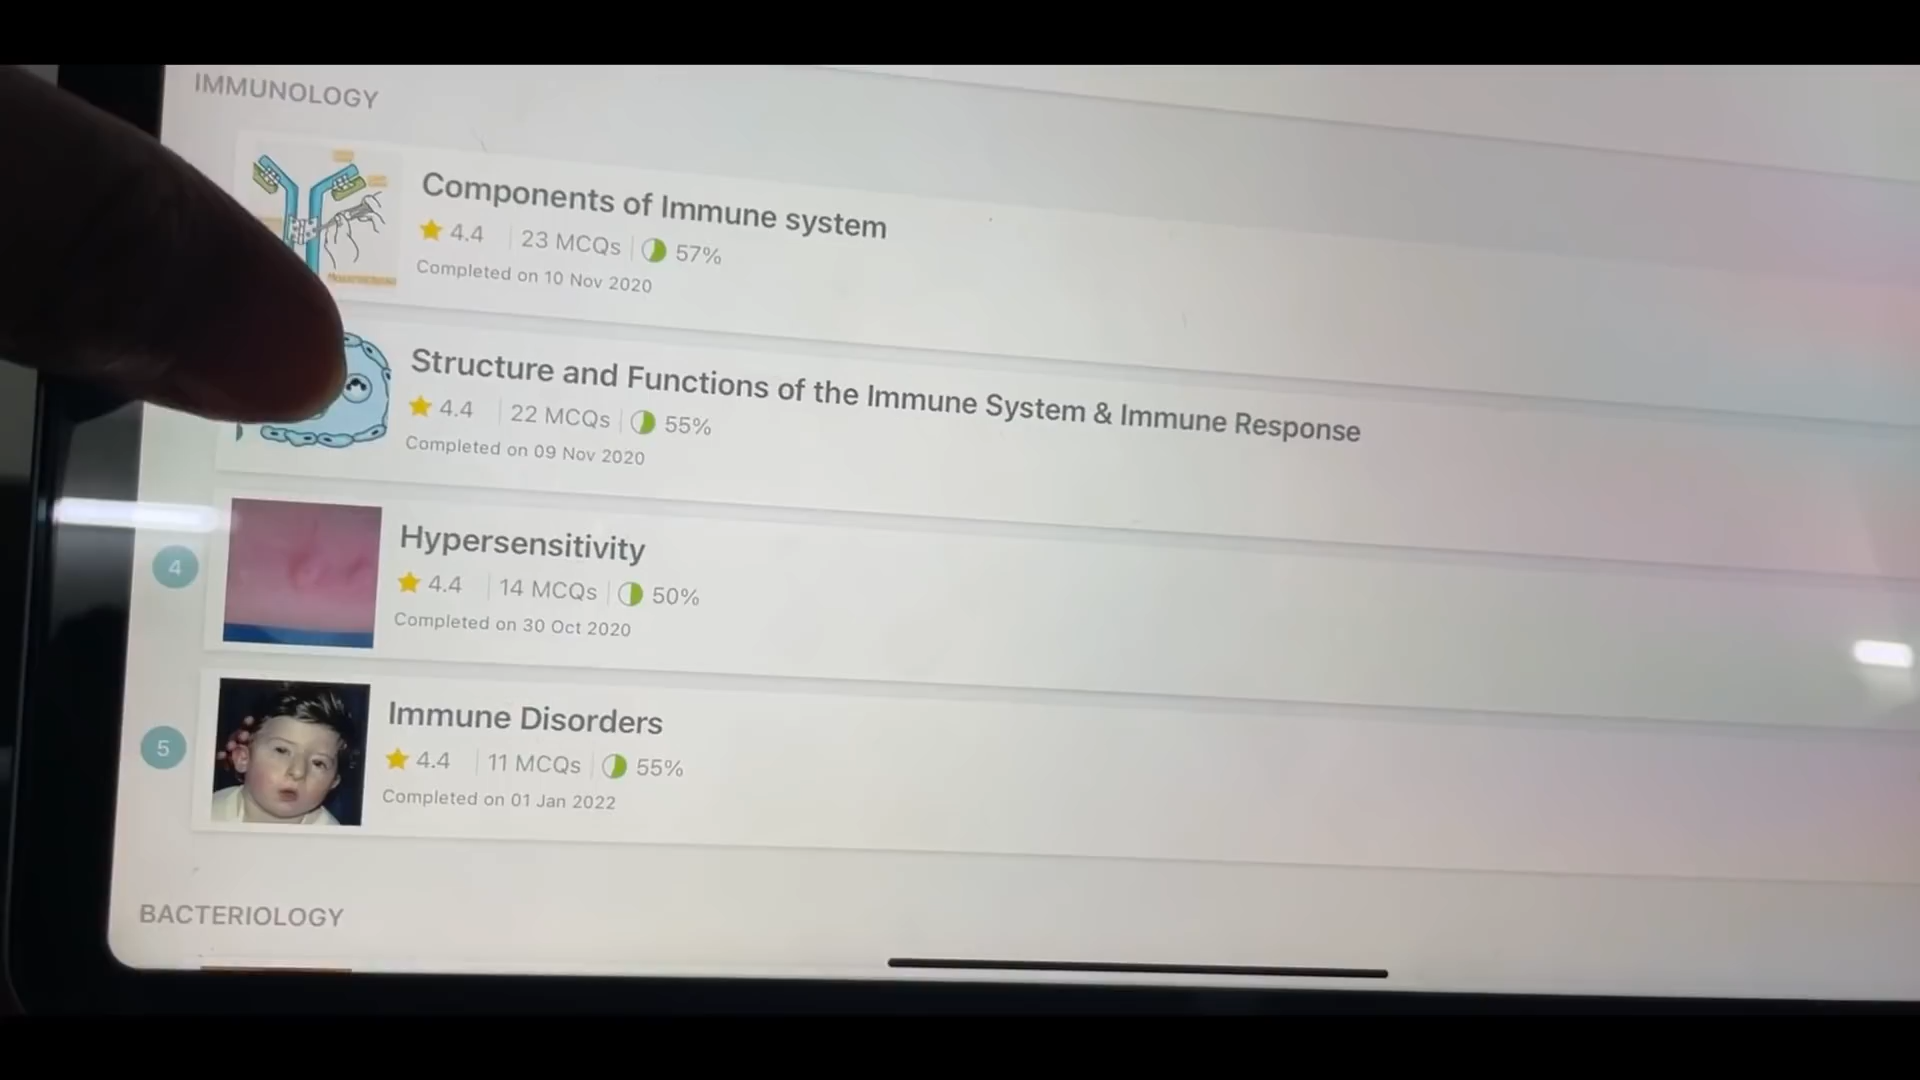 IMMUNOLOGY
Components of Immune system
4.4 23 MCQs 57%
Completed on 10 Nov 2020
Structure and Functions of the Immune System & Immune Response
4.4 22 MCQs 55%
Completed on 09 Nov 2020
4
Hypersensitivity
4.4 14 MCQs 50%
Completed on 30 Oct 2020
5
Immune Disorders
4.4 11 MCQs 55%
Completed on 01 Jan 2022
BACTERIOLOGY